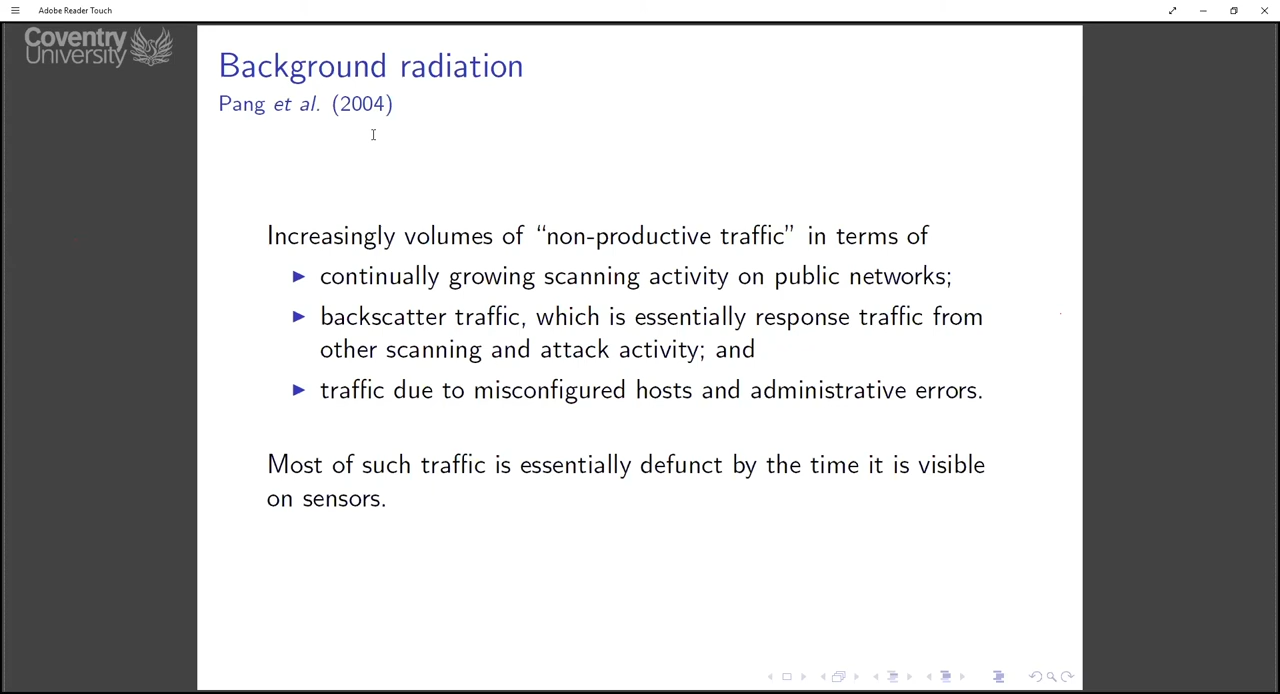 Adobe Reader Touch
Coventry
University
Background radiation
Pang et al. (2004)
Increasingly volumes of “non-productive traffic” in terms of
continually growing scanning activity on public networks;
backscatter traffic, which is essentially response traffic from
other scanning and attack activity; and
traffic due to misconfigured hosts and administrative errors.
Most of such traffic is essentially defunct by the time it is visible
on sensors.